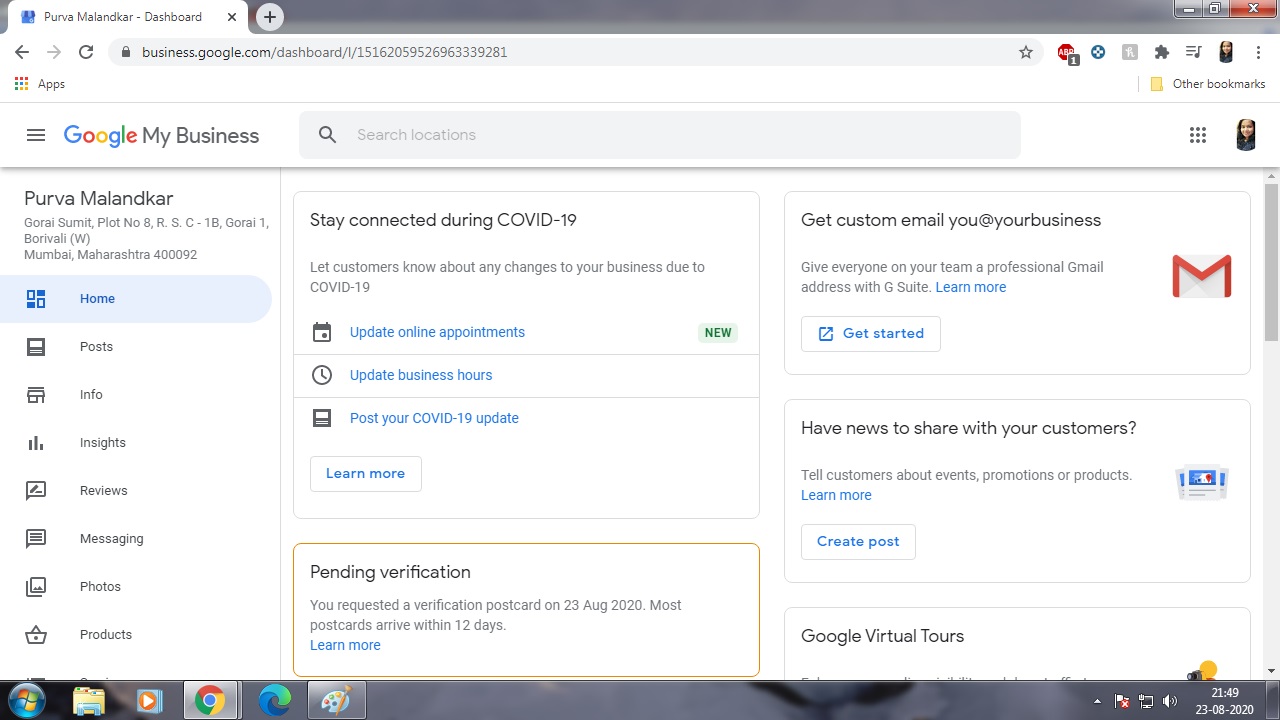 Purva Malandkar - Dashboard
business.google.com/dashboard/l/15162059526963339281
ABP
1
Apps
Other bookmarks
Google My Business
Search locations
Purva Malandkar
Gorai Sumit, Plot No 8, R. S. C - 1B, Gorai 1,
Borivali (W)
Mumbai, Maharashtra 400092
Home
Posts
Info
Insights
Reviews
Messaging
Photos
Products
Stay connected during COVID-19
Let customers know about any changes to your business due to
COVID-19
Update online appointments
NEW
Update business hours
Post your COVID-19 update
Learn more
Pending verification
You requested a verification postcard on 23 Aug 2020. Most
postcards arrive within 12 days.
Learn more
Get custom email you@yourbusiness
Give everyone on your team a professional Gmail
address with G Suite. Learn more
Get started
Have news to share with your customers?
Tell customers about events, promotions or products.
Learn more
Create post
Google Virtual Tours
21:49
23-08-2020